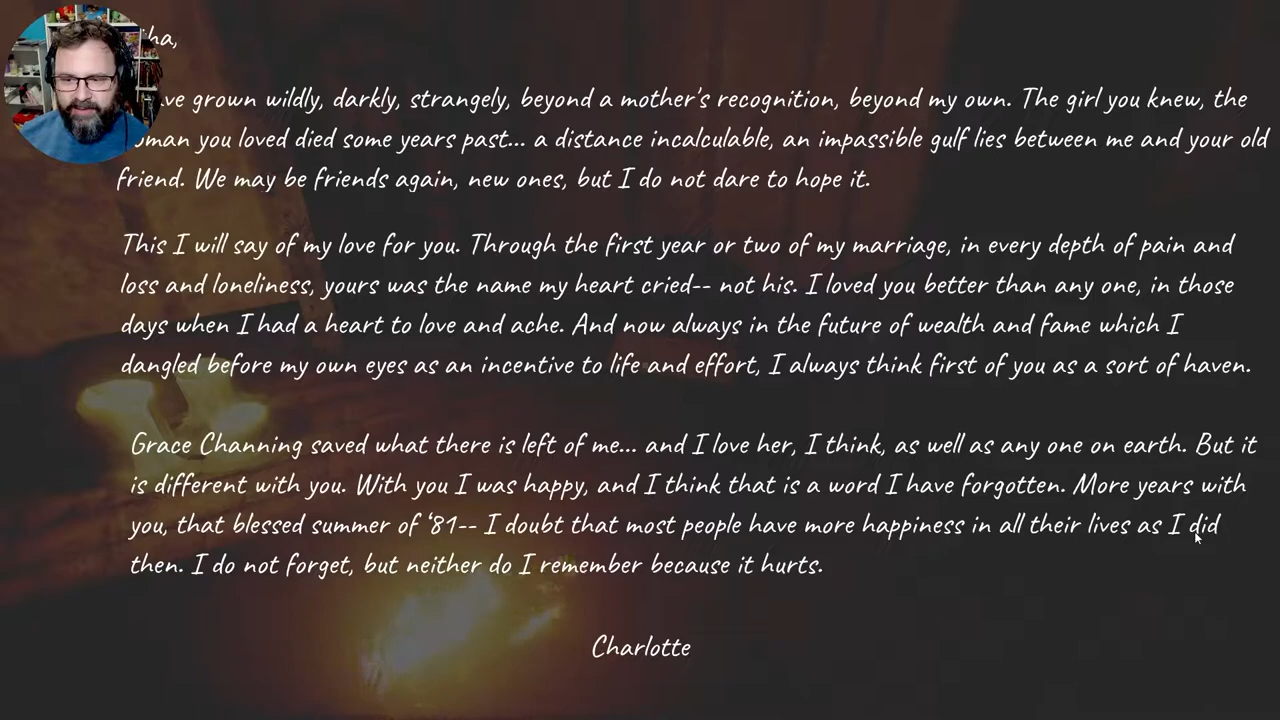 ha,
ve grown wildly, darkly, strangely, beyond a mother's recognition, beyond my own. The girl you knew, the
oman you loved died some years past... a distance incalculable, an impassible gulf lies between me and your old
friend. We may be friends again, new ones, but I do not dare to hope it.
This I will say of my love for you. Through the first year or two of my marriage, in every depth of pain and
loss and loneliness, yours was the name my heart cried-- not his. I loved you better than any one, in those
days when I had a heart to love and ache. And now always in the future of wealth and fame which I
dangled before my own eyes as an incentive to life and effort, I always think first of you as a sort of haven.
Grace Channing saved what there is left of me... and I love her, I think, as well as any one on earth. But it
is different with you. With you I was happy, and I think that is a word I have forgotten. More years with
you, that blessed summer of ‘81-- I doubt that most people have more happiness in all their lives as I did
then. I do not forget, but neither do I remember because it hurts.
Charlotte